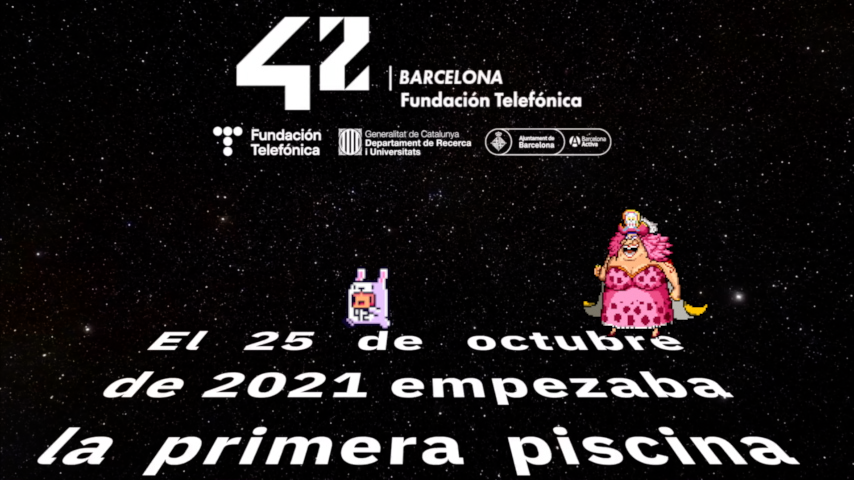 42
BARCELONA
Fundación Telefónica
Fundación
Telefónica
Generalitat de Catalunya
Departament de Recerca
i Universitats
Ajuntament de
Barcelona
Barcelona
Activa
42
El 25 de octubre
de 2021 empezaba
la primera piscina